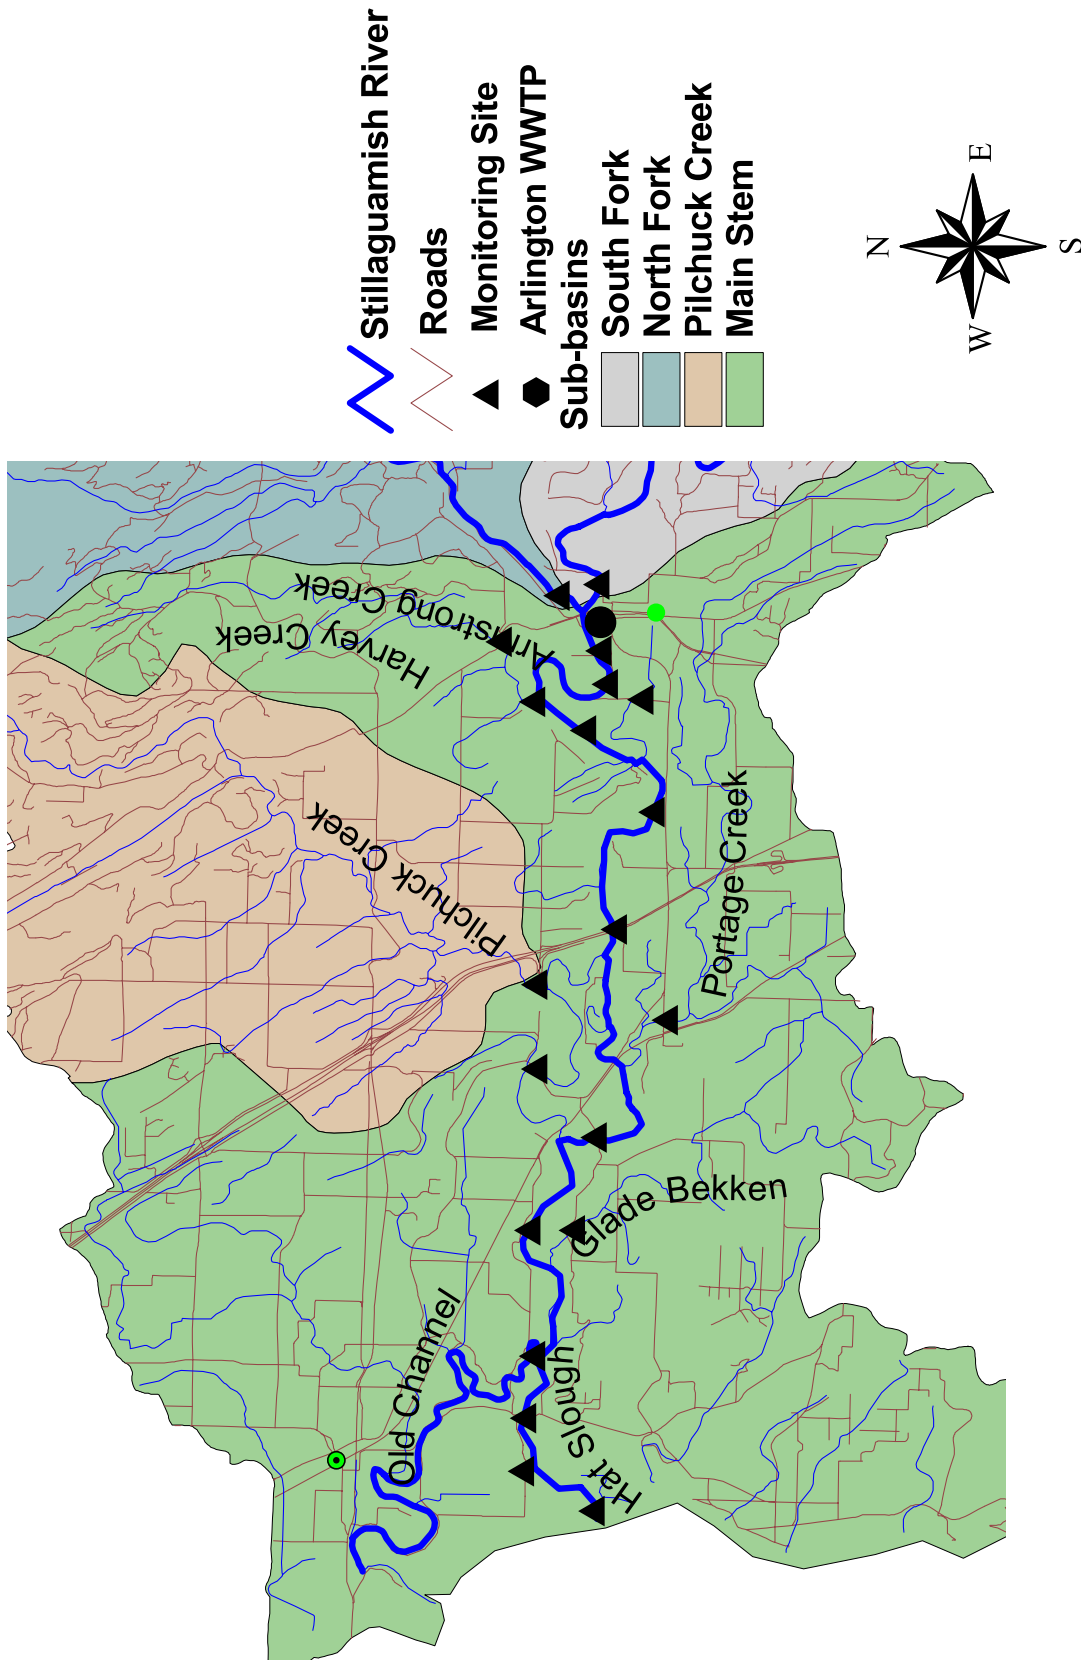 Stillaguamish River
Roads
Monitoring Site
Arlington WWTP
Sub-basins
South Fork
North Fork
Pilchuck Creek
Main Stem
N
E
S
W
Armstrong Creek
Harvey Creek
Pilchuck Creek
Portage Creek
Glade Bekken
Old Channel
Hat Slough